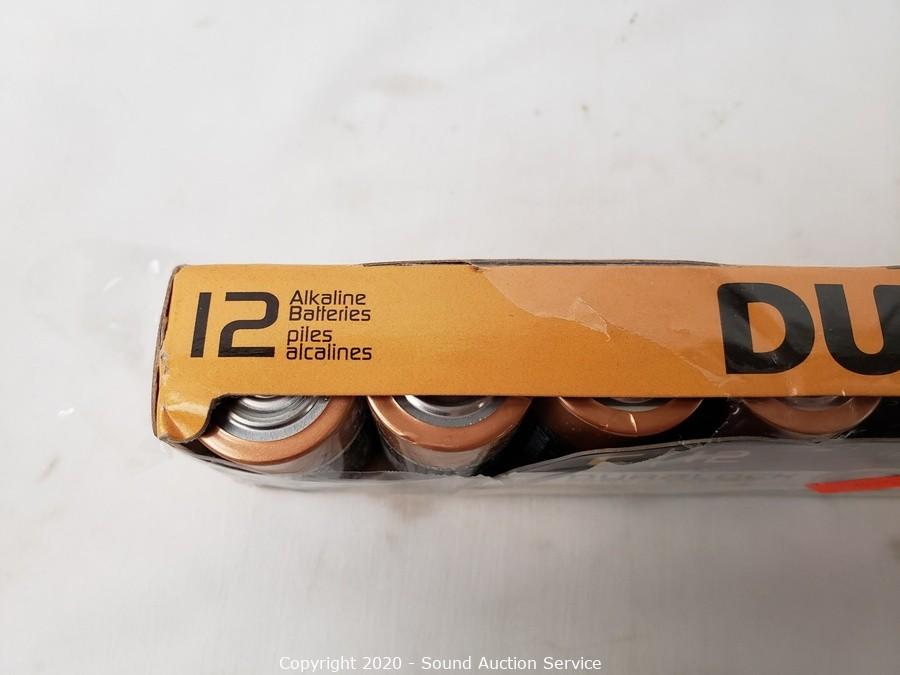 12
Alkaline
Batteries
piles
alcalines
DU
Copyright 2020 - Sound Auction Service